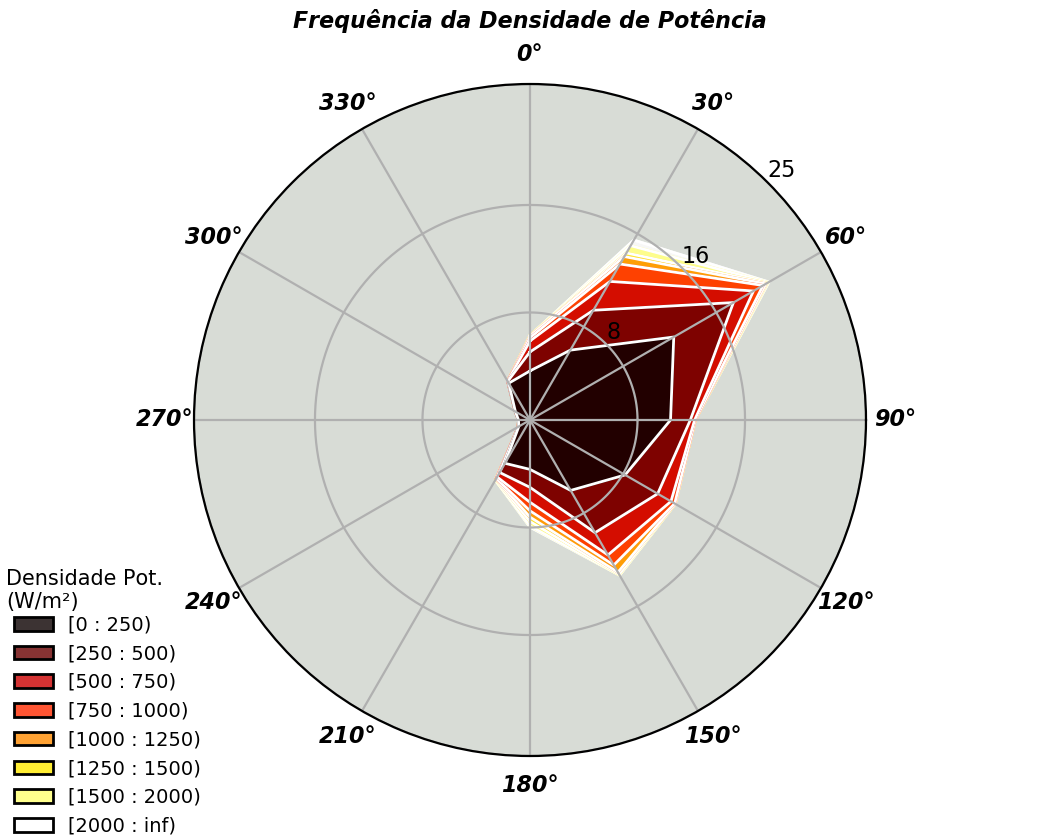 Frequência da Densidade de Potência
0°
330°
30°
25
300°
60°
16
8
270°
90°
240°
120°
210°
150°
180°
Densidade Pot.
(W/m²)
[0 : 250)
[250 : 500)
[500 : 750)
[750 : 1000)
[1000 : 1250)
[1250 : 1500)
[1500 : 2000)
[2000 : inf)